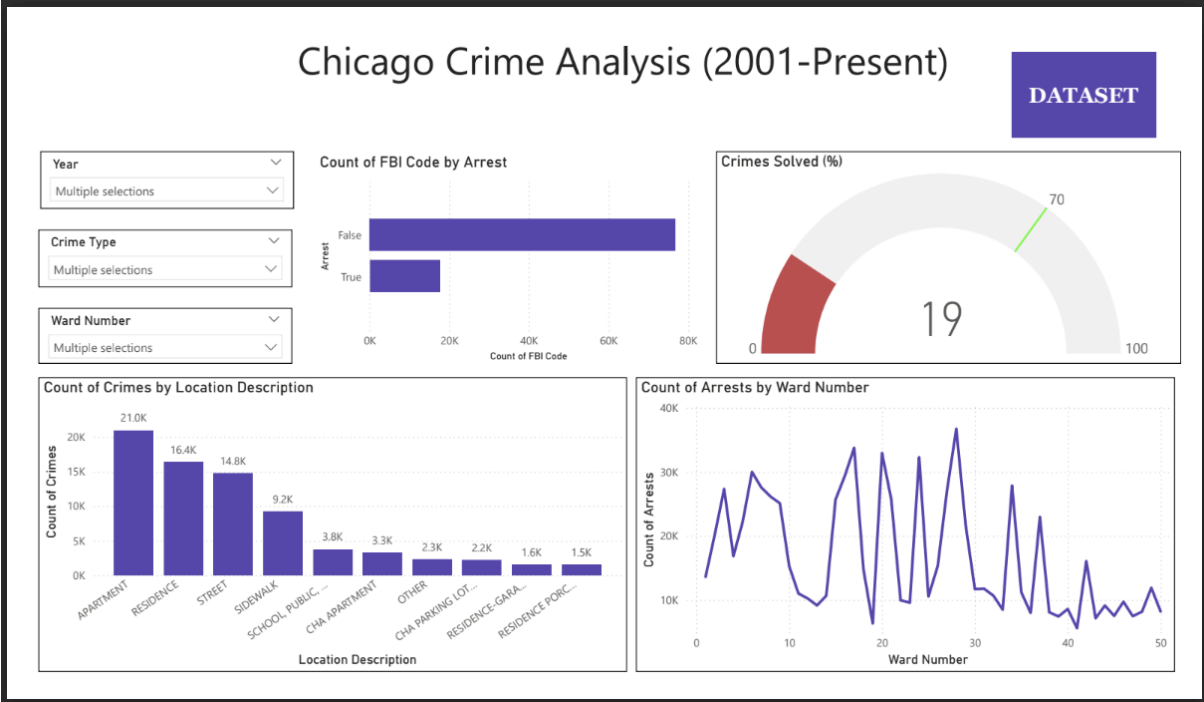 Chicago Crime Analysis (2001-Present)
DATASET
Year
Multiple selections
Crime Type
Multiple selections
Ward Number
Multiple selections
Count of FBI Code by Arrest
Arrest
False
True
0K 20K 40K 60K 80K
Count of FBI Code
Crimes Solved (%)
70
19
0
100
Count of Crimes by Location Description
Count of Crimes
20K
15K
10K
5K
0K
21.0K
16.4K
14.8K
9.2K
3.8K
3.3K
2.3K
2.2K
1.6K
1.5K
APARTMENT
RESIDENCE
STREET
SIDEWALK
SCHOOL, PUBLIC, ...
CHA APARTMENT
OTHER
CHA PARKING LOT...
RESIDENCE-GARA...
RESIDENCE PORC...
Location Description
Count of Arrests by Ward Number
Count of Arrests
40K
30K
20K
10K
0 10 20 30 40 50
Ward Number